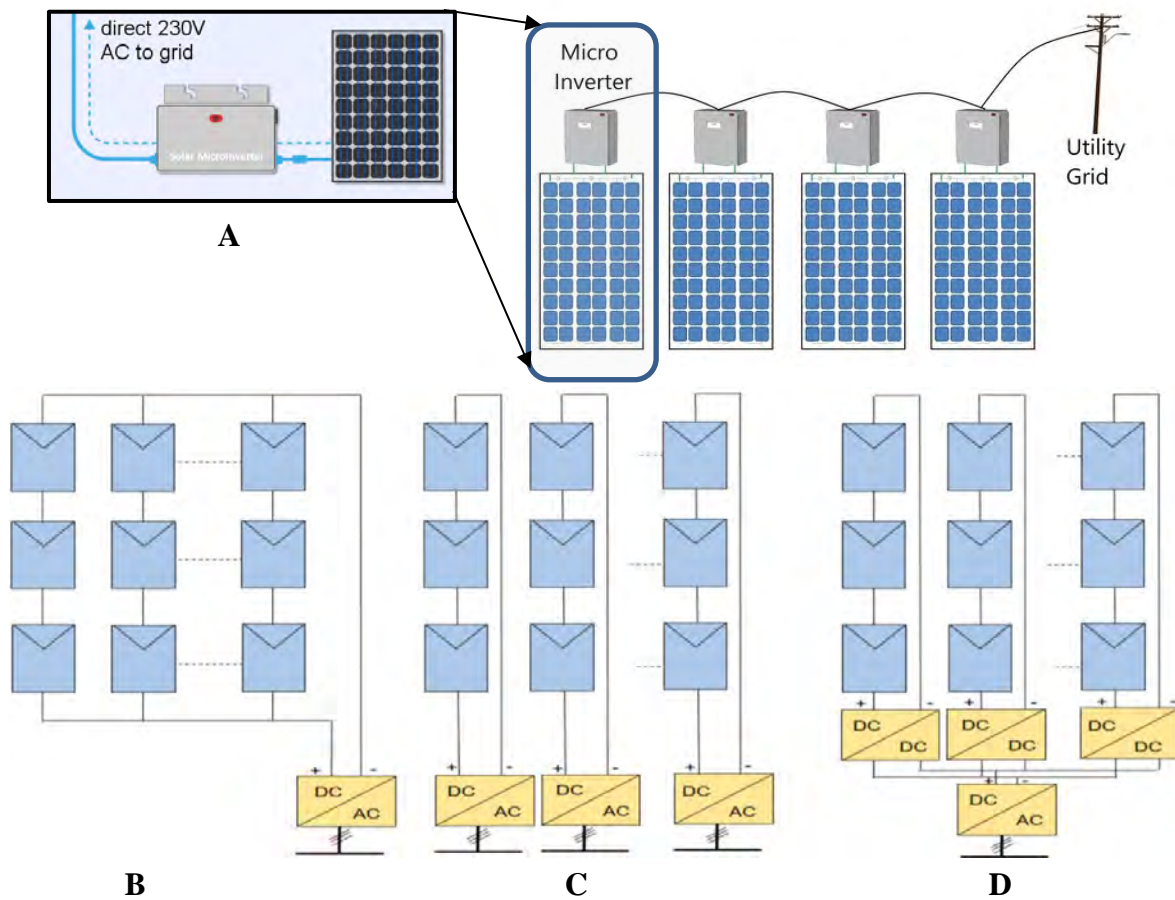 direct 230V
AC to grid
Solar Microinverter
A
Micro
Inverter
Utility
Grid
+ -
DC
AC
B
+ -
DC
AC
+ -
DC
AC
+ -
DC
AC
C
+ -
DC
DC
+ -
DC
DC
+ -
DC
DC
+ -
DC
AC
D